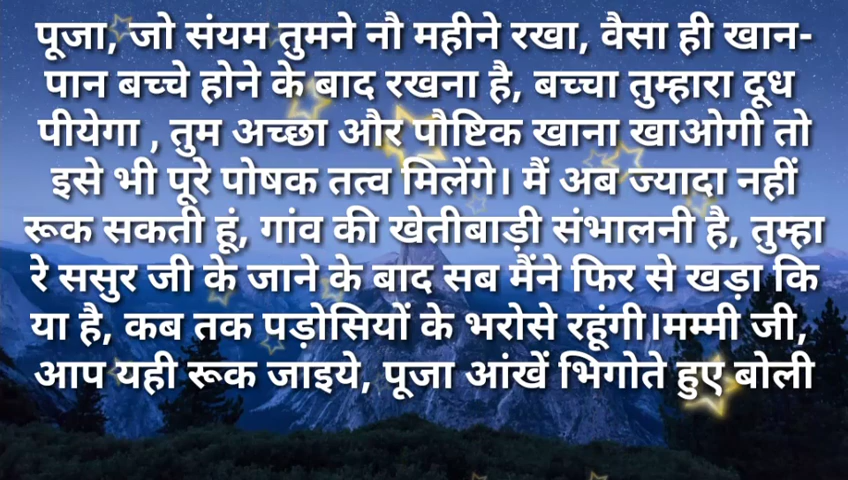 पूजा, जो संयम तुमने नौ महीने रखा, वैसा ही खान-
पान बच्चे होने के बाद रखना है, बच्चा तुम्हारा दूध
पीयेगा , तुम अच्छा और पौष्टिक खाना खाओगी तो
इसे भी पूरे पोषक तत्व मिलेंगे। मैं अब ज्यादा नहीं
रूक सकती हूं, गांव की खेतीबाड़ी संभालनी है, तुम्हा
रे ससुर जी के जाने के बाद सब मैंने फिर से खड़ा कि
या है, कब तक पड़ोसियों के भरोसे रहूंगी।मम्मी जी,
आप यही रूक जाइये, पूजा आंखें भिगोते हुए बोली